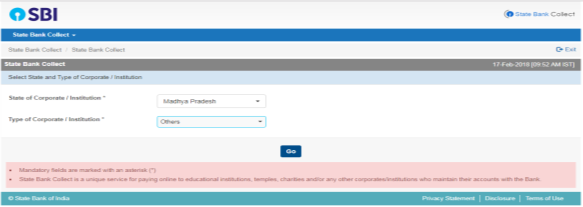 SBI
State Bank Collect
State Bank Collect
State Bank Collect / State Bank Collect
Exit
State Bank Collect
17-Feb-2018 [09:52 AM IST]
Select State and Type of Corporate / Institution
State of Corporate / Institution *
Madhya Pradesh
Type of Corporate / Institution *
Others
Go
• Mandatory fields are marked with an asterisk (*)
• State Bank Collect is a unique service for paying online to educational institutions, temples, charities and/or any other corporates/institutions who maintain their accounts with the Bank.
© State Bank of India
Privacy Statement | Disclosure | Terms of Use